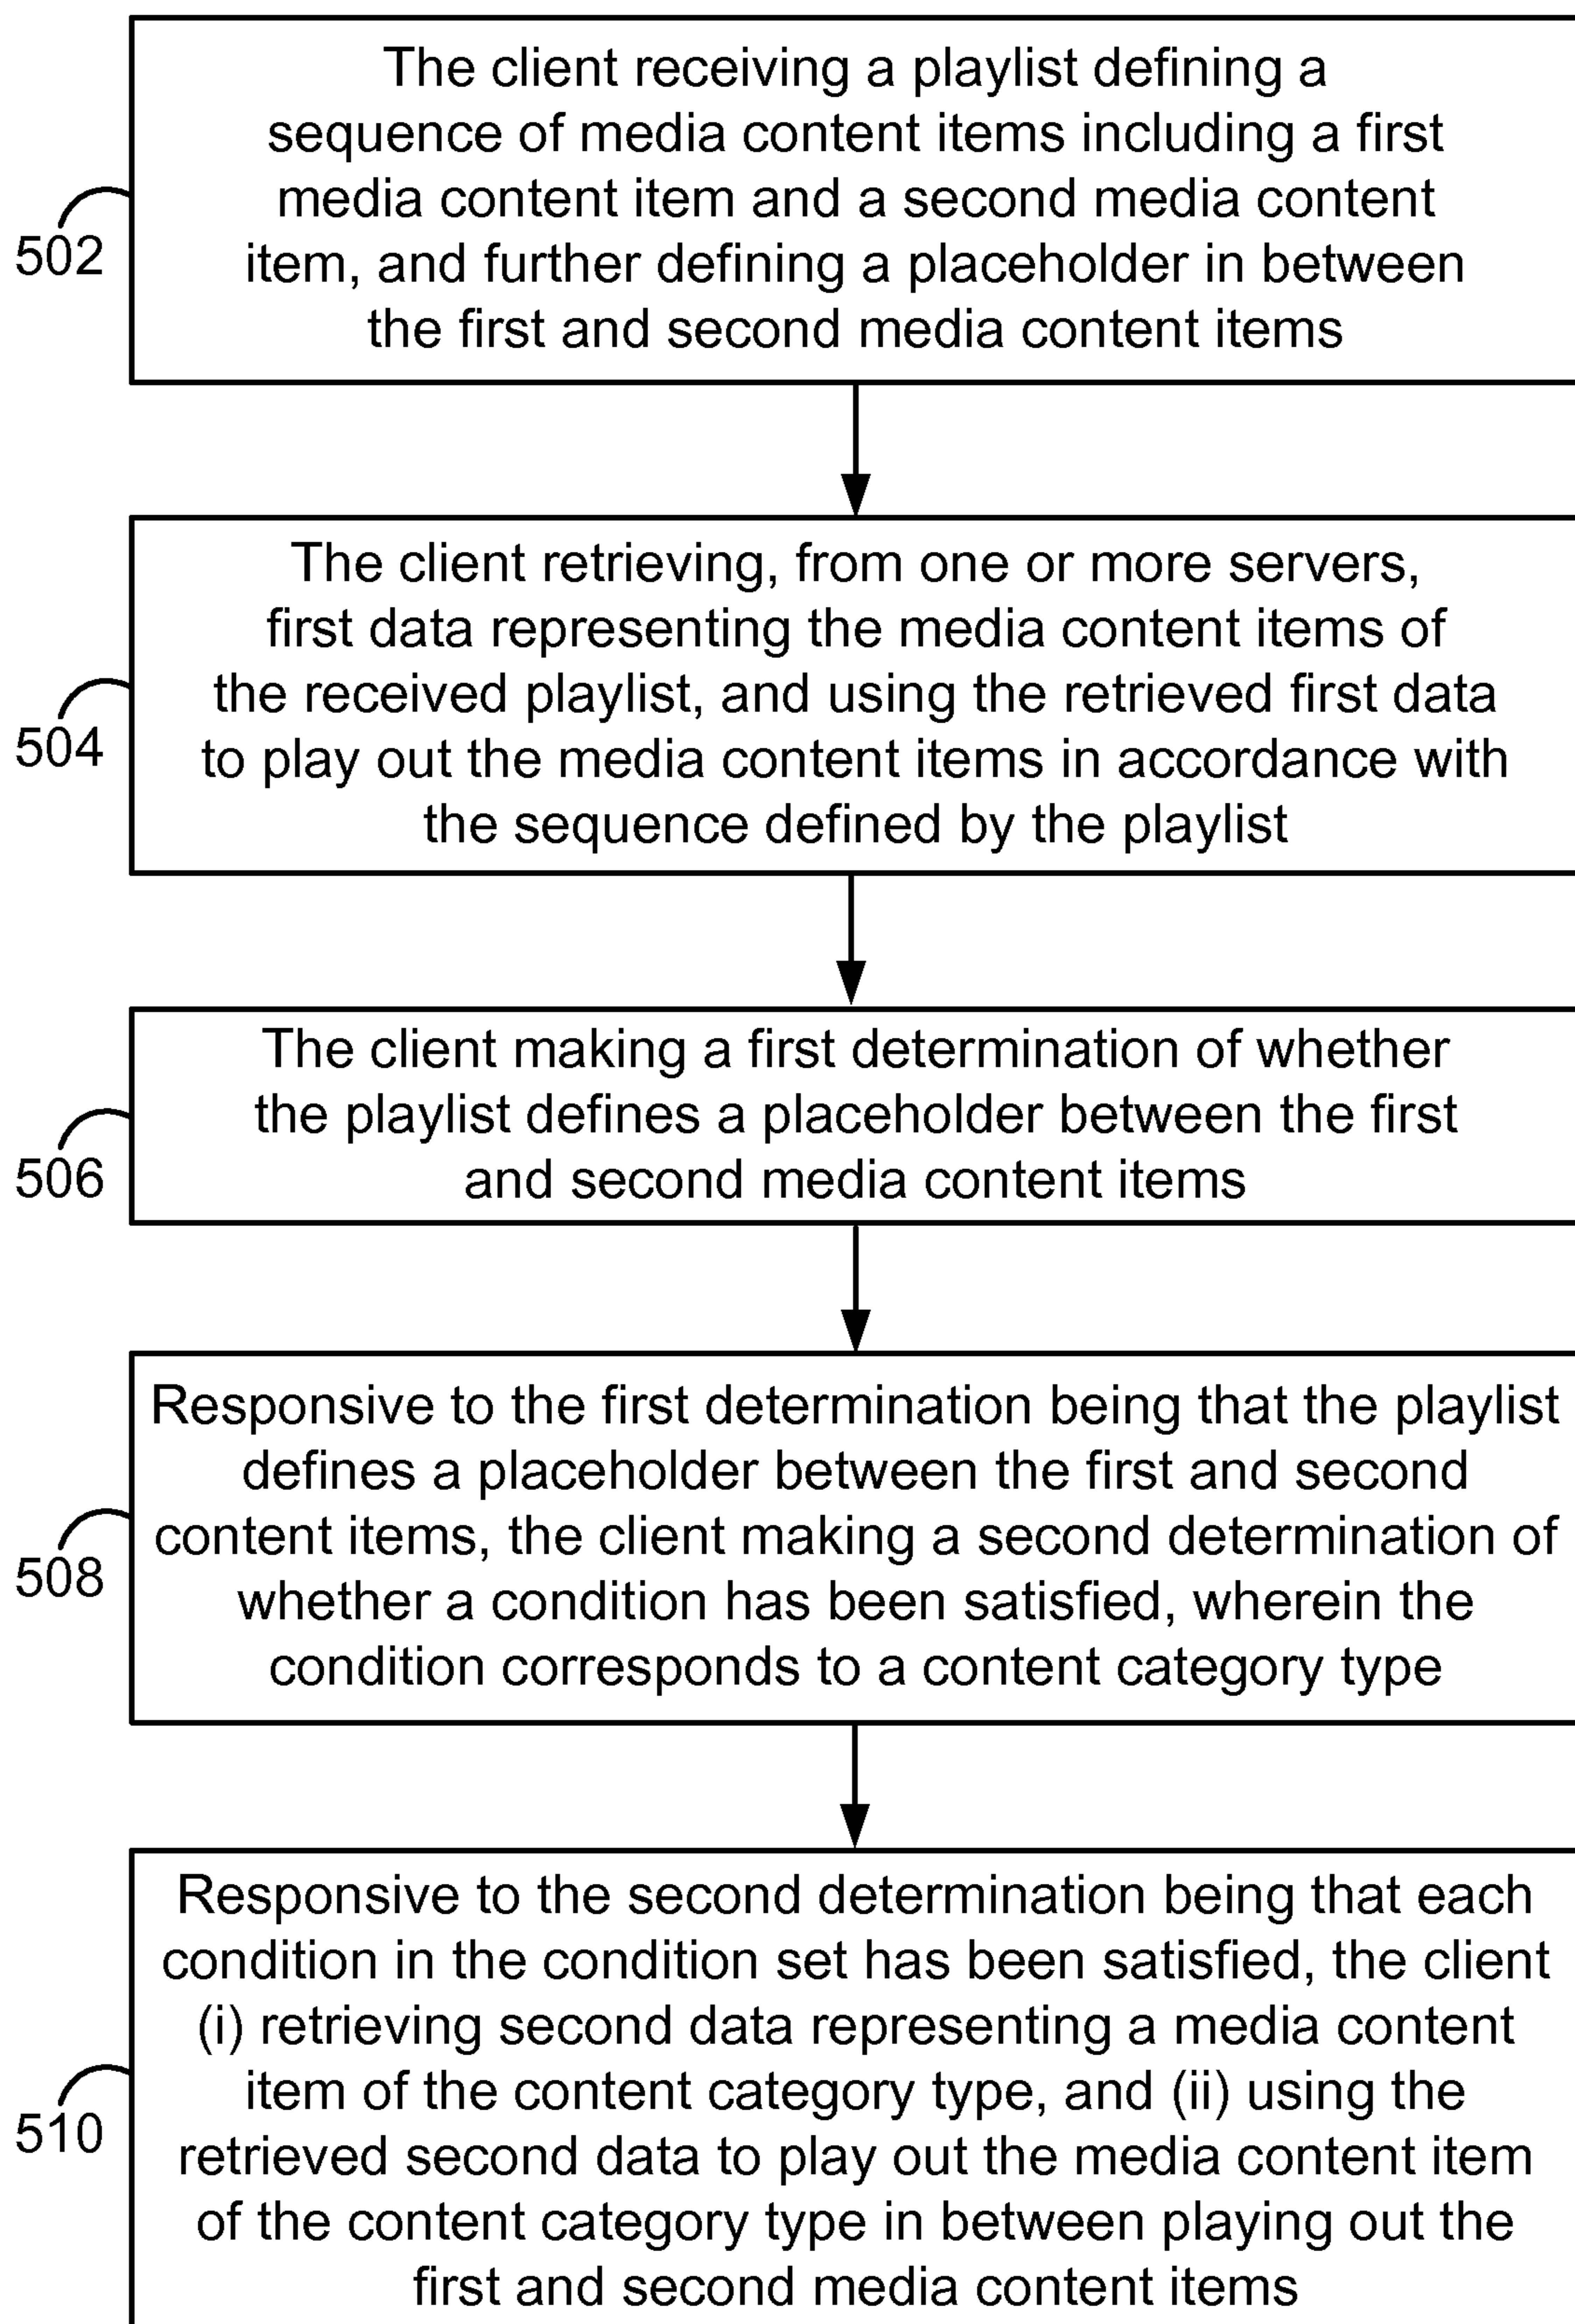 The client receiving a playlist defining a
sequence of media content items including a first
media content item and a second media content
item, and further defining a placeholder in between
the first and second media content items
502
The client retrieving, from one or more servers,
first data representing the media content items of
the received playlist, and using the retrieved first data
to play out the media content items in accordance with
the sequence defined by the playlist
504
The client making a first determination of whether
the playlist defines a placeholder between the first
and second media content items
506
Responsive to the first determination being that the playlist
defines a placeholder between the first and second
content items, the client making a second determination of
whether a condition has been satisfied, wherein the
condition corresponds to a content category type
508
Responsive to the second determination being that each
condition in the condition set has been satisfied, the client
(i) retrieving second data representing a media content
item of the content category type, and (ii) using the
retrieved second data to play out the media content item
of the content category type in between playing out the
first and second media content items
510